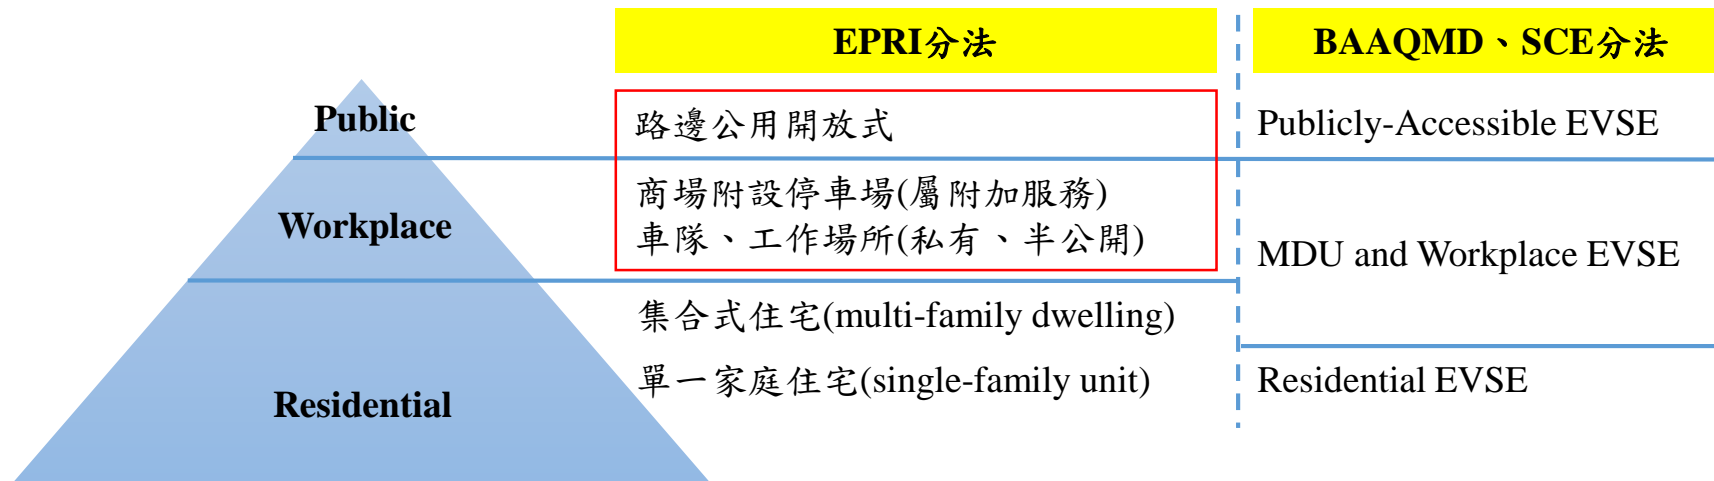 EPRI分法
BAAQMD、SCE分法
Public
路邊公用開放式
Publicly-Accessible EVSE
Workplace
商場附設停車場(屬附加服務)
車隊、工作場所(私有、半公開)
MDU and Workplace EVSE
集合式住宅(multi-family dwelling)
Residential
單一家庭住宅(single-family unit)
Residential EVSE